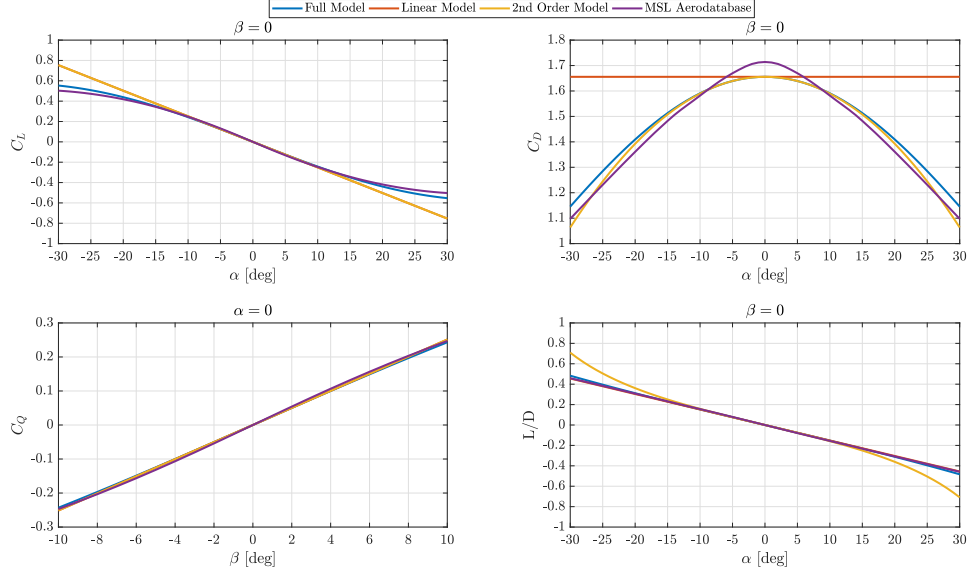 Full Model Linear Model 2nd Order Model MSL Aerodatabase
β = 0
1
0.8
0.6
0.4
0.2
0
-0.2
-0.4
-0.6
-0.8
-1
C_L
-30 -25 -20 -15 -10 -5 0 5 10 15 20 25 30
α [deg]
β = 0
1.8
1.7
1.6
1.5
1.4
1.3
1.2
1.1
1
C_D
-30 -25 -20 -15 -10 -5 0 5 10 15 20 25 30
α [deg]
α = 0
0.3
0.2
0.1
0
-0.1
-0.2
-0.3
C_Q
-10 -8 -6 -4 -2 0 2 4 6 8 10
β [deg]
β = 0
1
0.8
0.6
0.4
0.2
0
-0.2
-0.4
-0.6
-0.8
-1
L/D
-30 -25 -20 -15 -10 -5 0 5 10 15 20 25 30
α [deg]